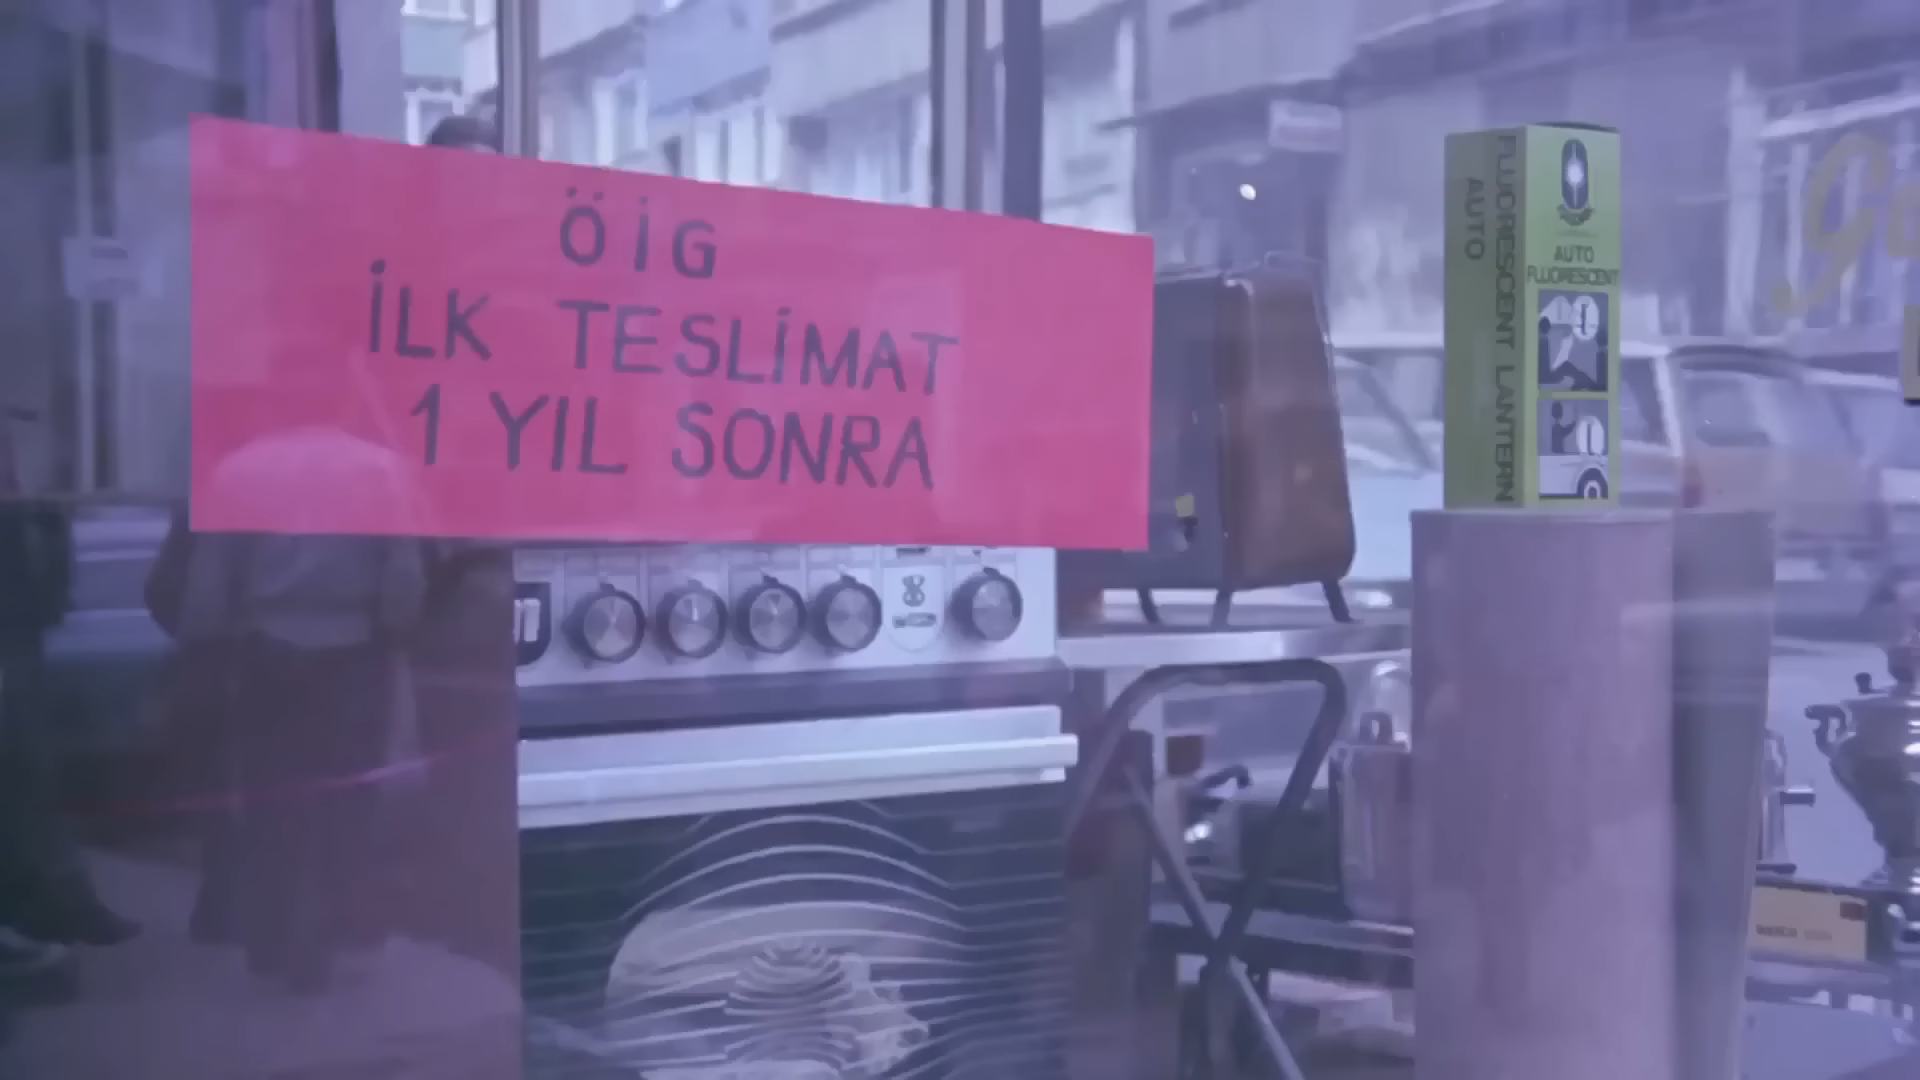 ÖİG
İLK TESLİMAT
1 YIL SONRA
FLUORESCENT LANTERN
AUTO
AUTO
FLUORESCENT